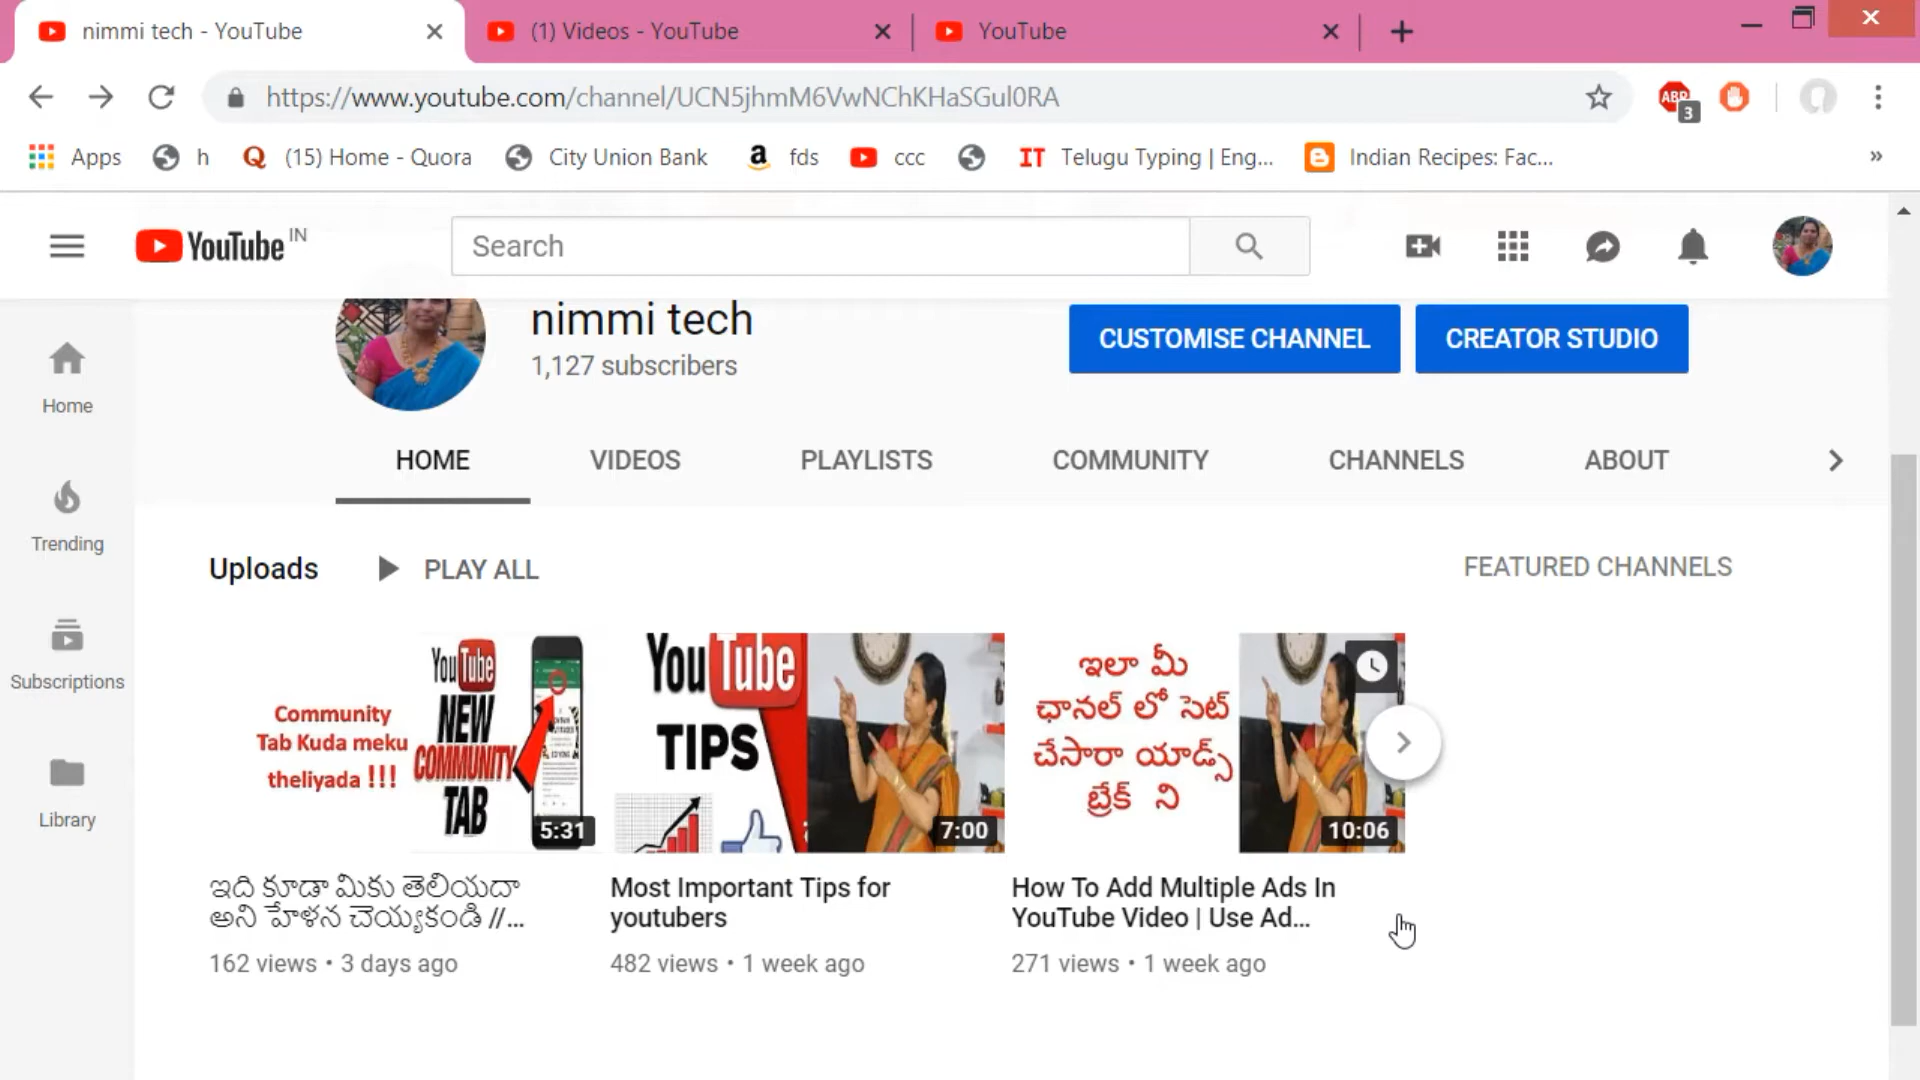 nimmi tech - YouTube
(1) Videos - YouTube
YouTube
https://www.youtube.com/channel/UCN5jhmM6VwNChKHaSGul0RA
ABP
3
Apps
h
(15) Home - Quora
City Union Bank
fds
ccc
IT
Telugu Typing | Eng...
Indian Recipes: Fac...
»
YouTube IN
Search
nimmi tech
1,127 subscribers
CUSTOMISE CHANNEL
CREATOR STUDIO
Home
Trending
Subscriptions
Library
HOME
VIDEOS
PLAYLISTS
COMMUNITY
CHANNELS
ABOUT
Uploads
PLAY ALL
FEATURED CHANNELS
Community
Tab Kuda meku
theliyada !!!
YouTube
NEW
COMMUNITY
TAB
5:31
YouTube
TIPS
7:00
ఇలా మీ
ఛానల్ లో సెట్
చేసారా యాడ్స్
బ్రేక్ ని
10:06
ఇది కూడా మీకు తెలియదా
అని హేళన చెయ్యకండి //...
162 views • 3 days ago
Most Important Tips for
youtubers
482 views • 1 week ago
How To Add Multiple Ads In
YouTube Video | Use Ad...
271 views • 1 week ago